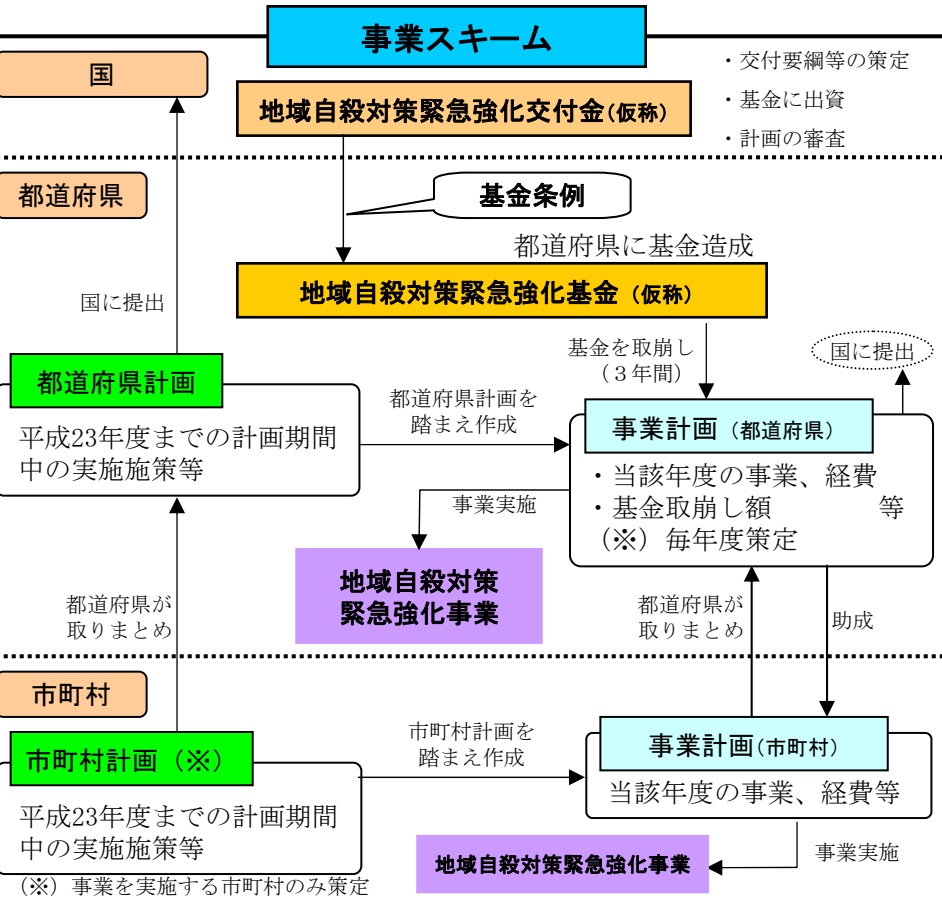 事業スキーム
国
・交付要綱等の策定
・基金に出資
・計画の審査
地域自殺対策緊急強化交付金(仮称)
都道府県
基金条例
都道府県に基金造成
地域自殺対策緊急強化基金（仮称）
国に提出
基金を取崩し
（３年間）
国に提出
都道府県計画
平成23年度までの計画期間
中の実施施策等
都道府県計画を
踏まえ作成
事業計画（都道府県）
・当該年度の事業、経費
・基金取崩し額　　　　等
（※）毎年度策定
事業実施
地域自殺対策
緊急強化事業
都道府県が
取りまとめ
都道府県が
取りまとめ
助成
市町村
市町村計画（※）
平成23年度までの計画期間
中の実施施策等
（※）事業を実施する市町村のみ策定
市町村計画を
踏まえ作成
事業計画(市町村)
当該年度の事業、経費等
事業実施
地域自殺対策緊急強化事業